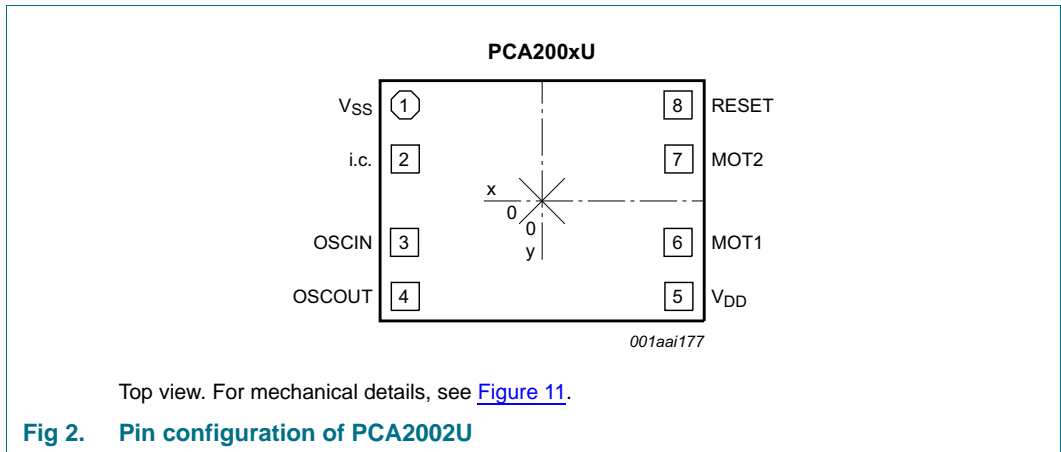 PCA200xU
VSS 1 8 RESET
i.c. 2 7 MOT2
x
0
0
y
OSCIN 3 6 MOT1
OSCOUT 4 5 VDD
001aai177
Top view. For mechanical details, see Figure 11.
Fig 2. Pin configuration of PCA2002U